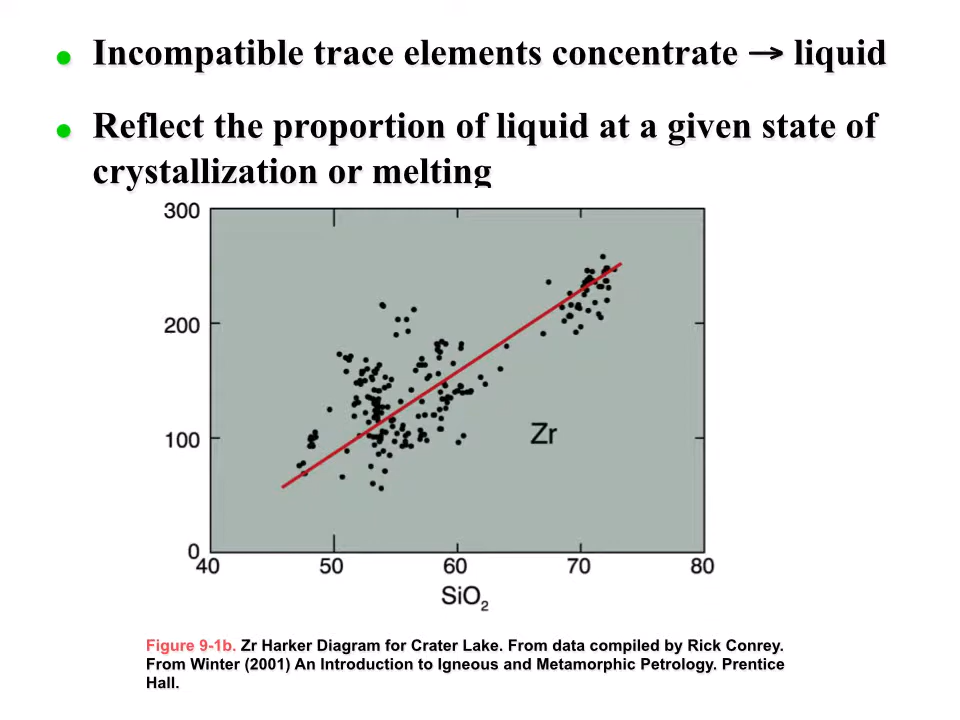 Incompatible trace elements concentrate → liquid
Reflect the proportion of liquid at a given state of
crystallization or melting
300
200
100
0
Zr
40 50 60 70 80
SiO₂
Figure 9-1b. Zr Harker Diagram for Crater Lake. From data compiled by Rick Conrey.
From Winter (2001) An Introduction to Igneous and Metamorphic Petrology. Prentice
Hall.